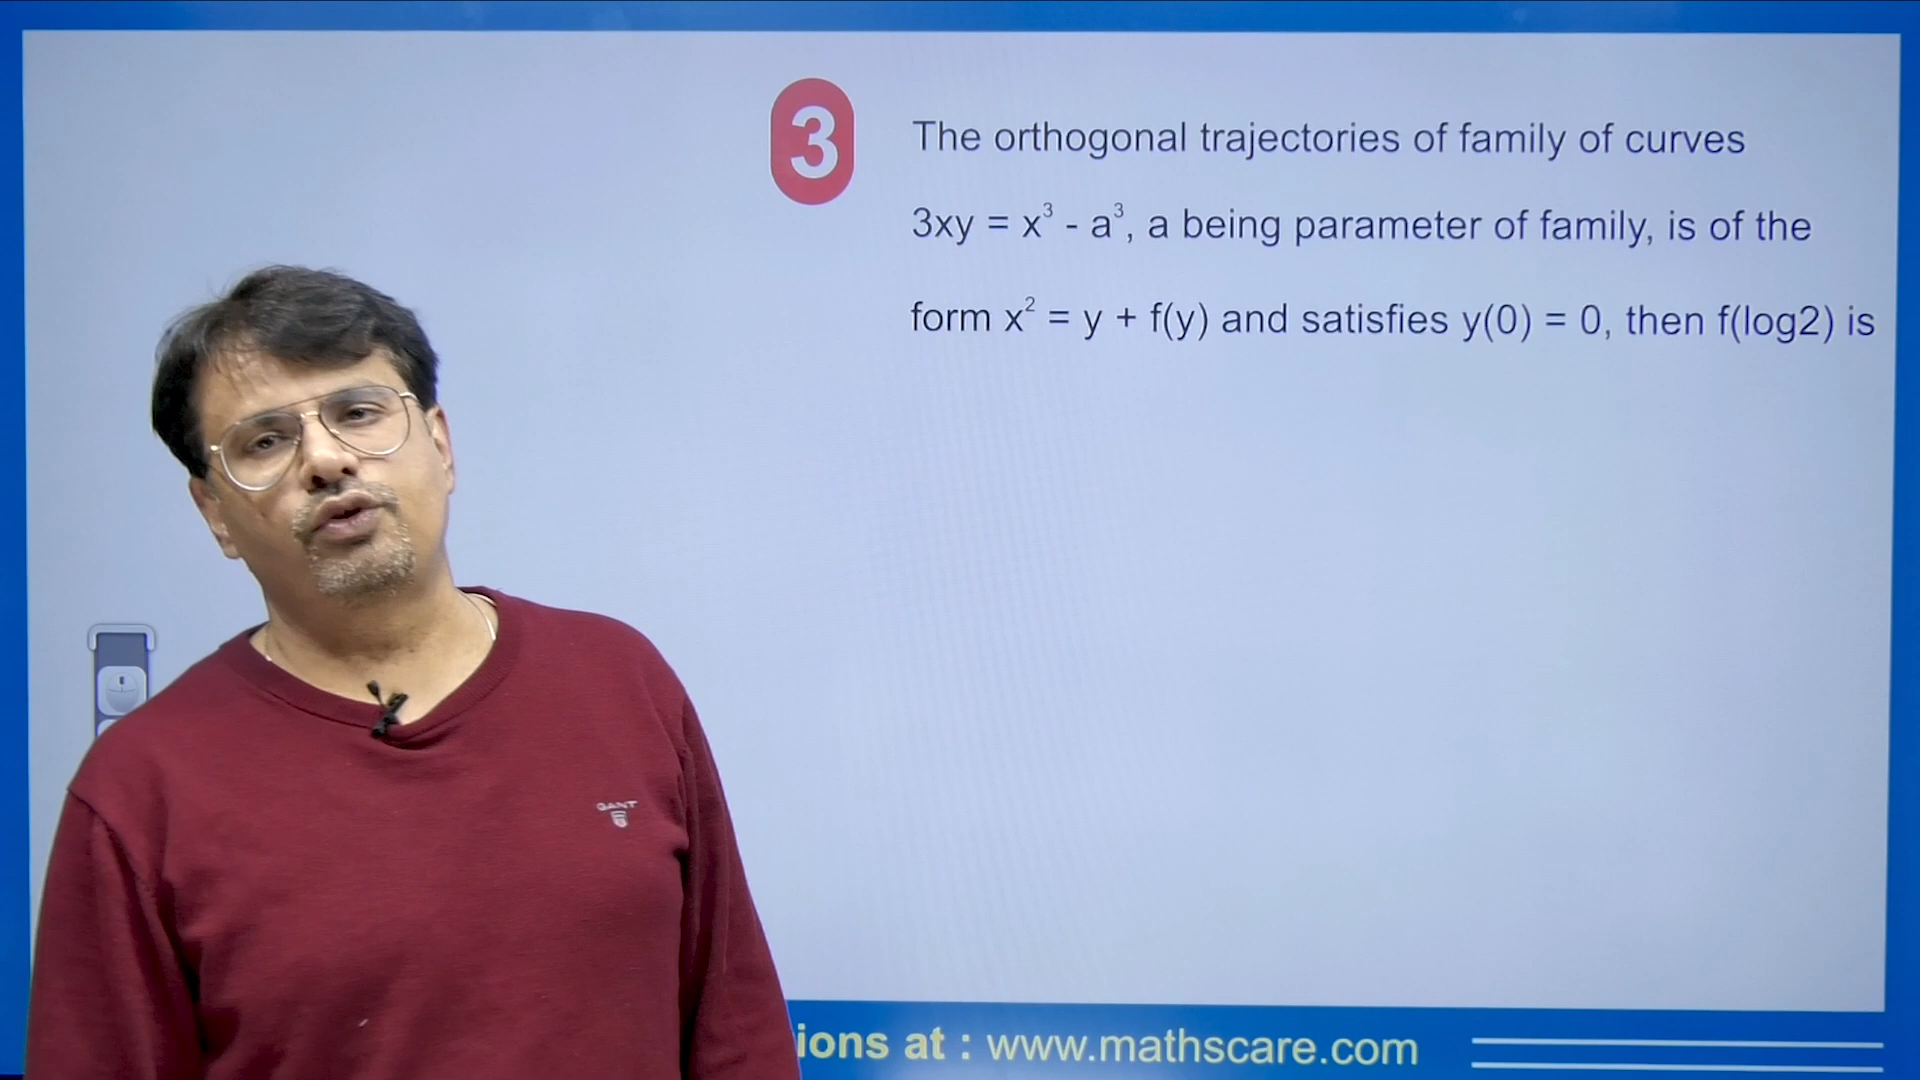 3
The orthogonal trajectories of family of curves
3xy = x³ - a³, a being parameter of family, is of the
form x² = y + f(y) and satisfies y(0) = 0, then f(log2) is
GANT
ions at : www.mathscare.com